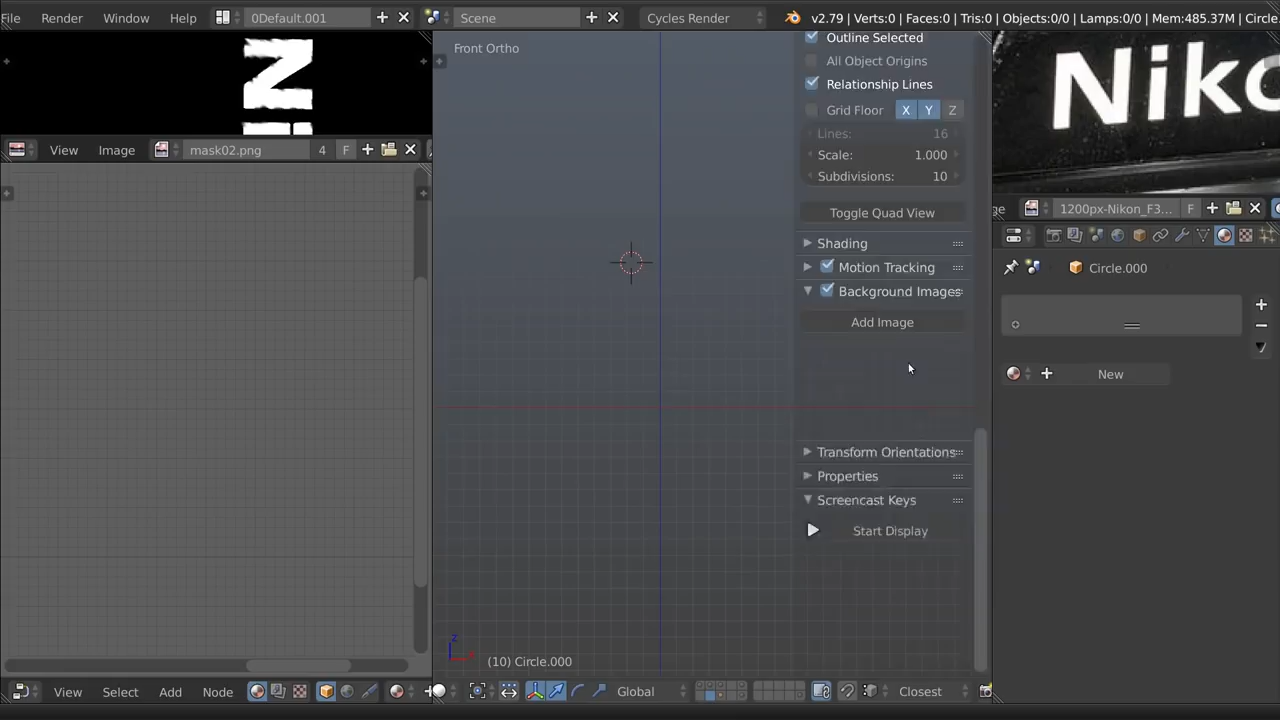 File Render Window Help 0Default.001 Scene Cycles Render v2.79 | Verts:0 | Faces:0 | Tris:0 | Objects:0/0 | Lamps:0/0 | Mem:485.37M | Circle.
Front Ortho
Outline Selected
All Object Origins
Relationship Lines
Grid Floor X Y Z
Lines: 16
Scale: 1.000
Subdivisions: 10
Toggle Quad View
Shading
Motion Tracking
Background Images
Add Image
Transform Orientations
Properties
Screencast Keys
Start Display
Z
(10) Circle.000
Global Closest
IN
View Image mask02.png 4 F
View Select Add Node
Niko
ge 1200px-Nikon_F3... F
Circle.000
New